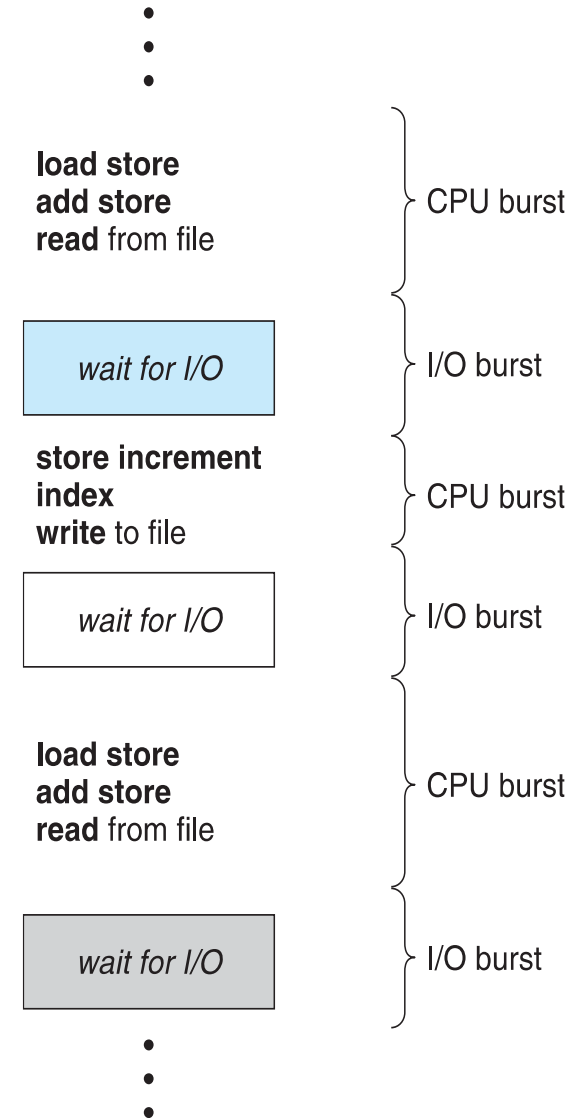 load store
add store
read from file
CPU burst
wait for I/O
I/O burst
store increment
index
write to file
CPU burst
wait for I/O
I/O burst
load store
add store
read from file
CPU burst
wait for I/O
I/O burst